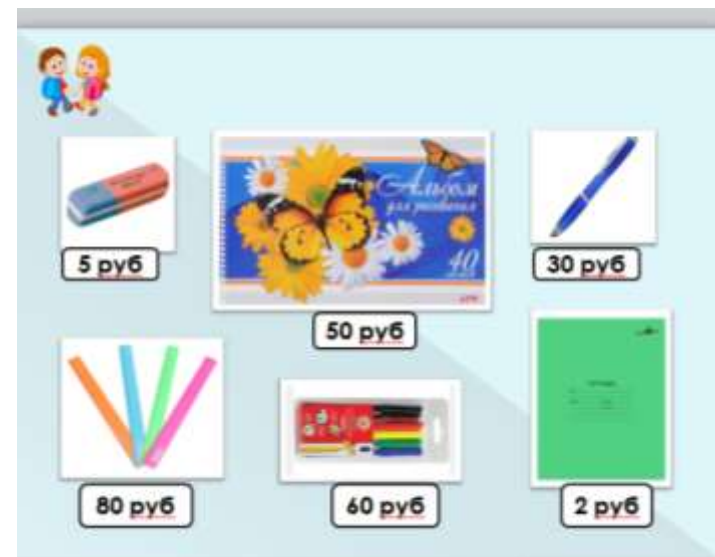 Альбом
для рисования
40
5 руб
30 руб
50 руб
80 руб
60 руб
2 руб